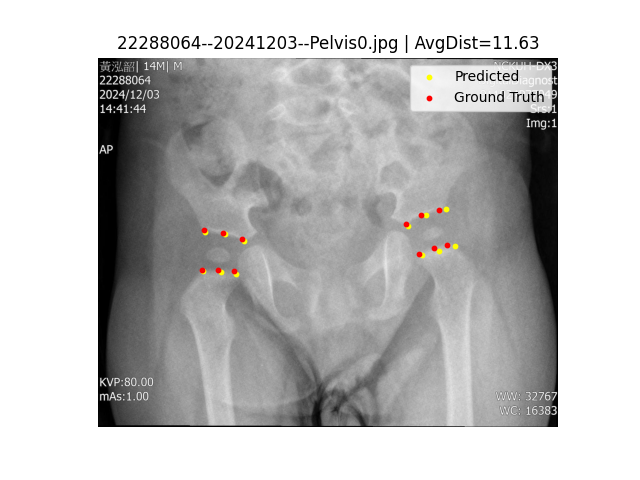 22288064--20241203--Pelvis0.jpg | AvgDist=11.63
黃泓韶| 14M| M
22288064
2024/12/03
14:41:44
AP
Predicted
Ground Truth
Img:1
KVP:80.00
mAs:1.00
WW: 32767
WC: 16383